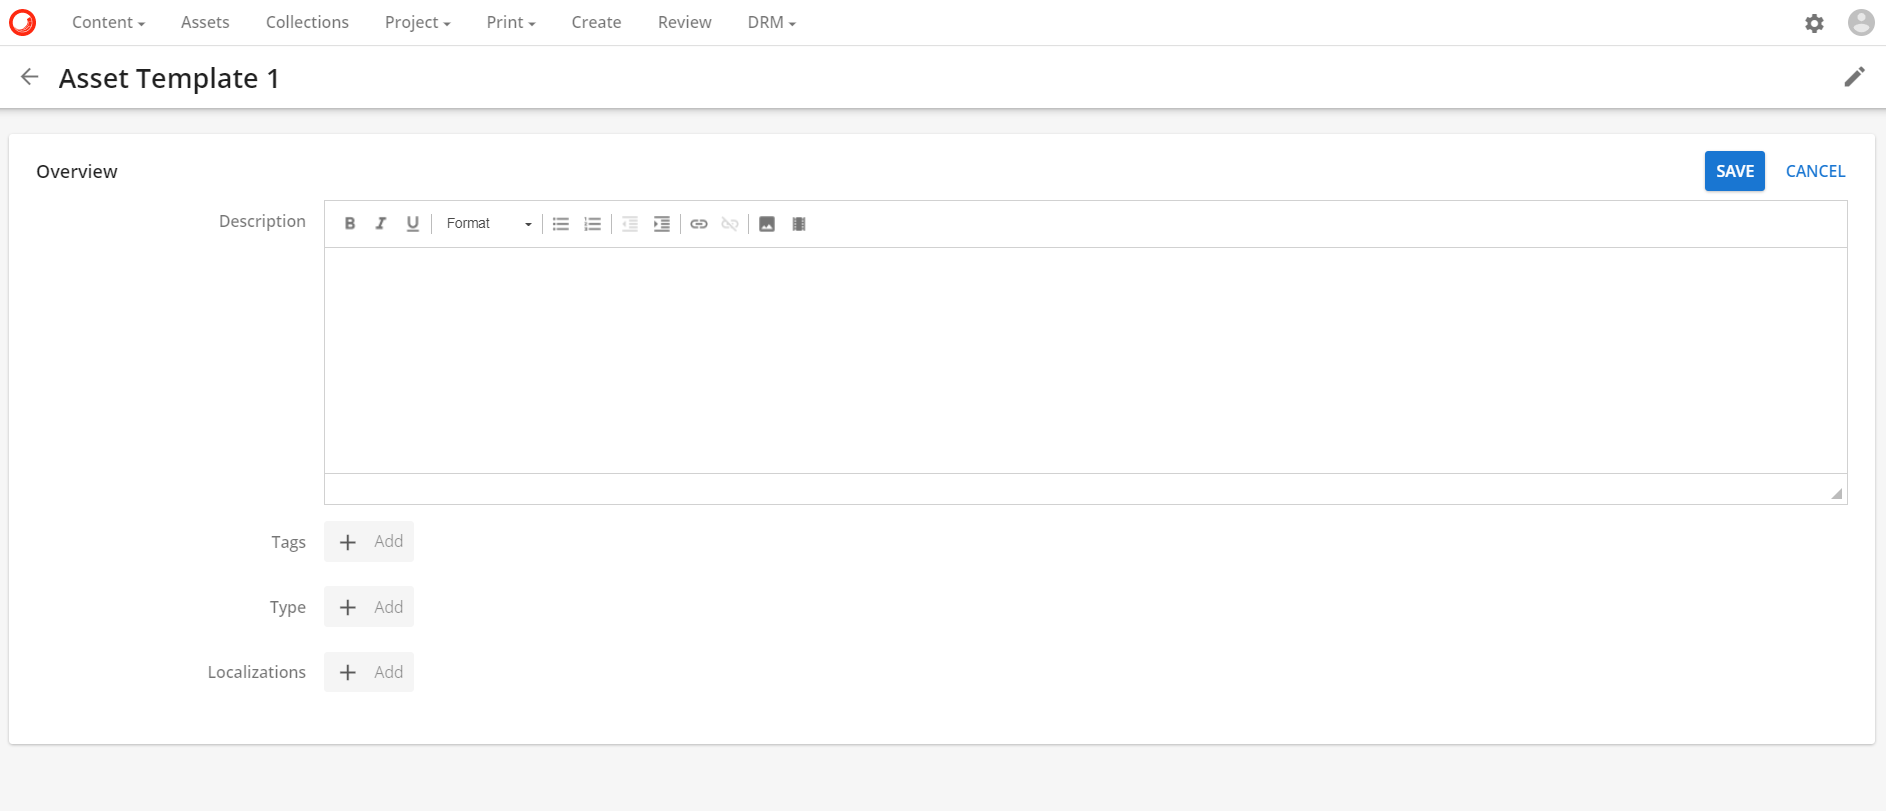 Content Assets Collections Project Print Create Review DRM
Asset Template 1
Overview SAVE CANCEL
Description B I U Format
Tags Add
Type Add
Localizations Add